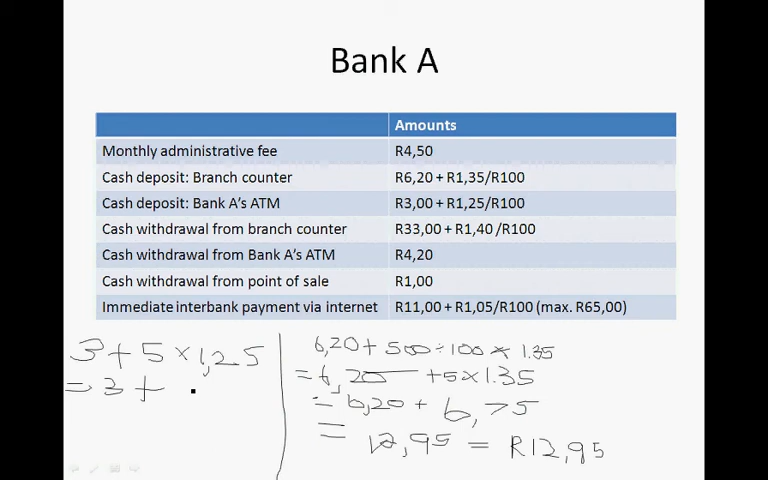 Bank A
Amounts
Monthly administrative fee R4,50
Cash deposit: Branch counter R6,20 + R1,35/R100
Cash deposit: Bank A's ATM R3,00 + R1,25/R100
Cash withdrawal from branch counter R33,00 + R1,40 /R100
Cash withdrawal from Bank A's ATM R4,20
Cash withdrawal from point of sale R1,00
Immediate interbank payment via internet R11,00 + R1,05/R100 (max. R65,00)
3 + 5 × 1,25
= 3 +
6,20 + 500 ÷ 100 × 1.35
= 6,20 + 5 × 1.35
= 6,20 + 6,75
= 12,95 = R12,95